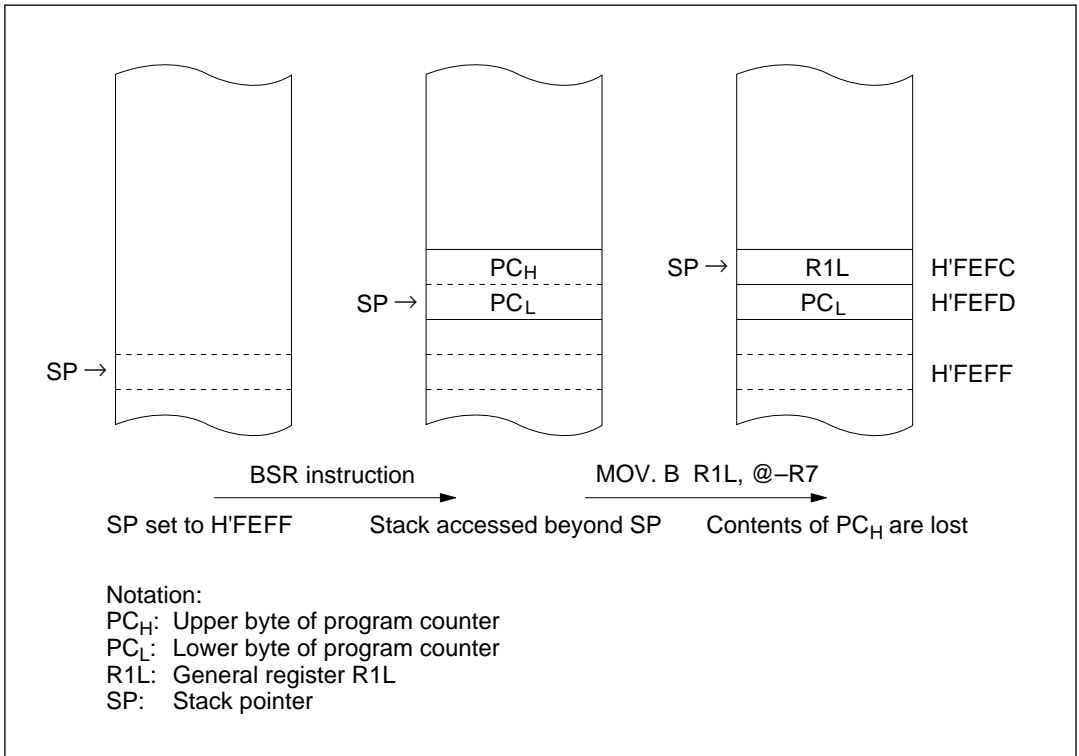 PCH
SP → R1L H'FEFC
SP → PCL PCL H'FEFD
SP → H'FEFF
BSR instruction MOV. B R1L, @–R7
SP set to H'FEFF Stack accessed beyond SP Contents of PCH are lost
Notation:
PCH: Upper byte of program counter
PCL: Lower byte of program counter
R1L: General register R1L
SP: Stack pointer